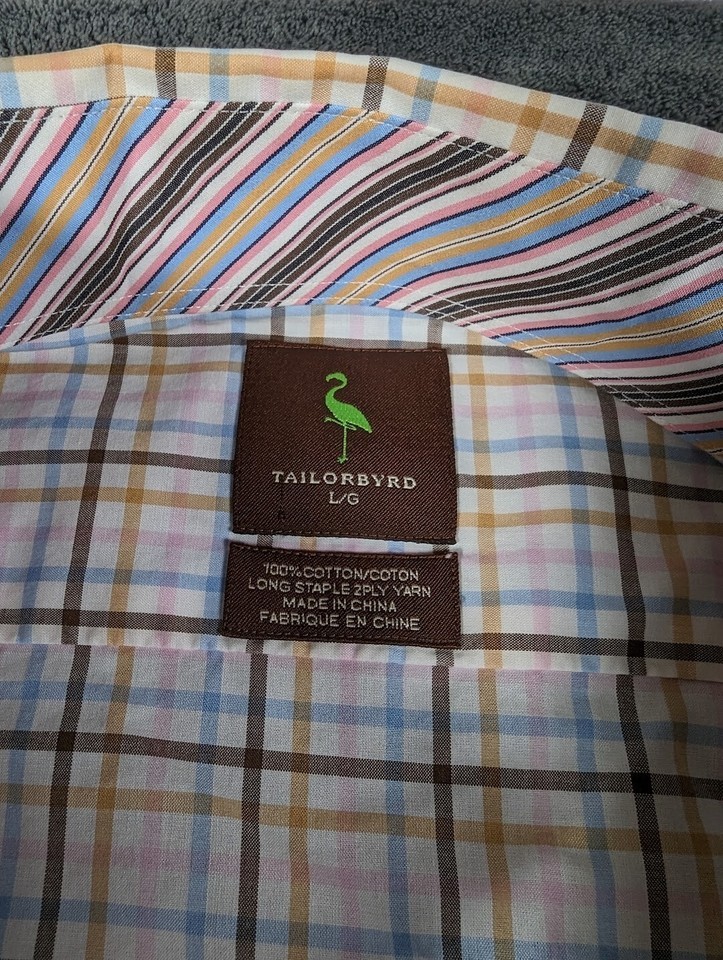 TAILORBYRD
L/G
100% COTTON/COTON
LONG STAPLE 2PLY YARN
MADE IN CHINA
FABRIQUE EN CHINE